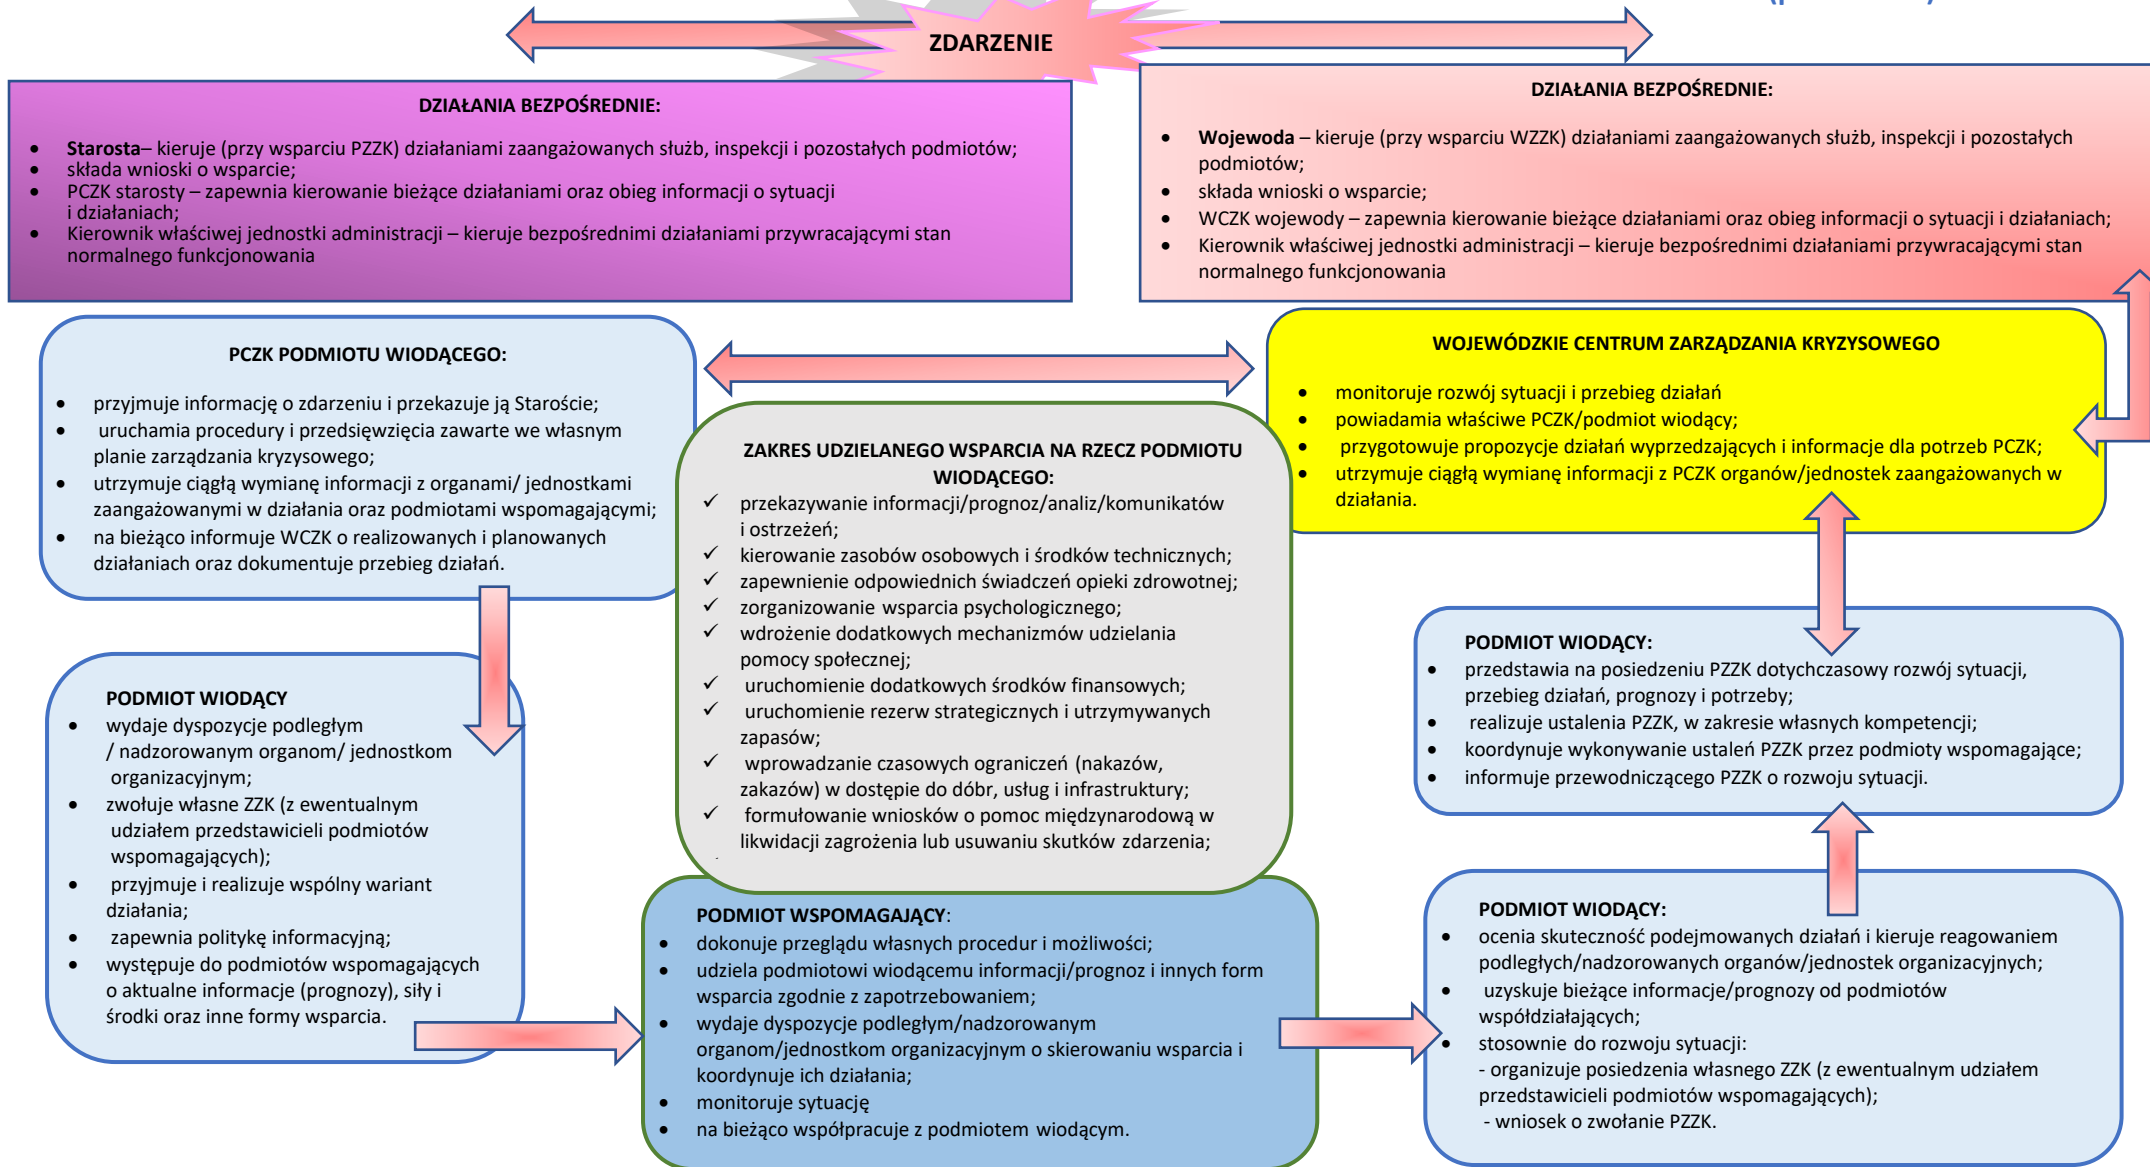 ZDARZENIE
DZIAŁANIA BEZPOŚREDNIE:
• Starosta– kieruje (przy wsparciu PZZK) działaniami zaangażowanych służb, inspekcji i pozostałych podmiotów;
• składa wnioski o wsparcie;
• PCZK starosty – zapewnia kierowanie bieżące działaniami oraz obieg informacji o sytuacji
i działaniach;
• Kierownik właściwej jednostki administracji – kieruje bezpośrednimi działaniami przywracającymi stan
normalnego funkcjonowania
DZIAŁANIA BEZPOŚREDNIE:
• Wojewoda – kieruje (przy wsparciu WZZK) działaniami zaangażowanych służb, inspekcji i pozostałych
podmiotów;
• składa wnioski o wsparcie;
• WCZK wojewody – zapewnia kierowanie bieżące działaniami oraz obieg informacji o sytuacji i działaniach;
• Kierownik właściwej jednostki administracji – kieruje bezpośrednimi działaniami przywracającymi stan
normalnego funkcjonowania
PCZK PODMIOTU WIODĄCEGO:
• przyjmuje informację o zdarzeniu i przekazuje ją Staroście;
• uruchamia procedury i przedsięwzięcia zawarte we własnym
planie zarządzania kryzysowego;
• utrzymuje ciągłą wymianę informacji z organami/ jednostkami
zaangażowanymi w działania oraz podmiotami wspomagającymi;
• na bieżąco informuje WCZK o realizowanych i planowanych
działaniach oraz dokumentuje przebieg działań.
WOJEWÓDZKIE CENTRUM ZARZĄDZANIA KRYZYSOWEGO
• monitoruje rozwój sytuacji i przebieg działań
• powiadamia właściwe PCZK/podmiot wiodący;
• przygotowuje propozycje działań wyprzedzających i informacje dla potrzeb PCZK;
• utrzymuje ciągłą wymianę informacji z PCZK organów/jednostek zaangażowanych w
działania.
ZAKRES UDZIELANEGO WSPARCIA NA RZECZ PODMIOTU
WIODĄCEGO:
✓ przekazywanie informacji/prognoz/analiz/komunikatów
i ostrzeżeń;
✓ kierowanie zasobów osobowych i środków technicznych;
✓ zapewnienie odpowiednich świadczeń opieki zdrowotnej;
✓ zorganizowanie wsparcia psychologicznego;
✓ wdrożenie dodatkowych mechanizmów udzielania
pomocy społecznej;
✓ uruchomienie dodatkowych środków finansowych;
✓ uruchomienie rezerw strategicznych i utrzymywanych
zapasów;
✓ wprowadzanie czasowych ograniczeń (nakazów,
zakazów) w dostępie do dóbr, usług i infrastruktury;
✓ formułowanie wniosków o pomoc międzynarodową w
likwidacji zagrożenia lub usuwaniu skutków zdarzenia;
PODMIOT WIODĄCY
• wydaje dyspozycje podległym
/ nadzorowanym organom/ jednostkom
organizacyjnym;
• zwołuje własne ZZK (z ewentualnym
udziałem przedstawicieli podmiotów
wspomagających);
• przyjmuje i realizuje wspólny wariant
działania;
• zapewnia politykę informacyjną;
• występuje do podmiotów wspomagających
o aktualne informacje (prognozy), siły i
środki oraz inne formy wsparcia.
PODMIOT WSPOMAGAJĄCY:
• dokonuje przeglądu własnych procedur i możliwości;
• udziela podmiotowi wiodącemu informacji/prognoz i innych form
wsparcia zgodnie z zapotrzebowaniem;
• wydaje dyspozycje podległym/nadzorowanym
organom/jednostkom organizacyjnym o skierowaniu wsparcia i
koordynuje ich działania;
• monitoruje sytuację
• na bieżąco współpracuje z podmiotem wiodącym.
PODMIOT WIODĄCY:
• przedstawia na posiedzeniu PZZK dotychczasowy rozwój sytuacji,
przebieg działań, prognozy i potrzeby;
• realizuje ustalenia PZZK, w zakresie własnych kompetencji;
• koordynuje wykonywanie ustaleń PZZK przez podmioty wspomagające;
• informuje przewodniczącego PZZK o rozwoju sytuacji.
PODMIOT WIODĄCY:
• ocenia skuteczność podejmowanych działań i kieruje reagowaniem
podległych/nadzorowanych organów/jednostek organizacyjnych;
• uzyskuje bieżące informacje/prognozy od podmiotów
współdziałających;
• stosownie do rozwoju sytuacji:
- organizuje posiedzenia własnego ZZK (z ewentualnym udziałem
przedstawicieli podmiotów wspomagających);
- wniosek o zwołanie PZZK.